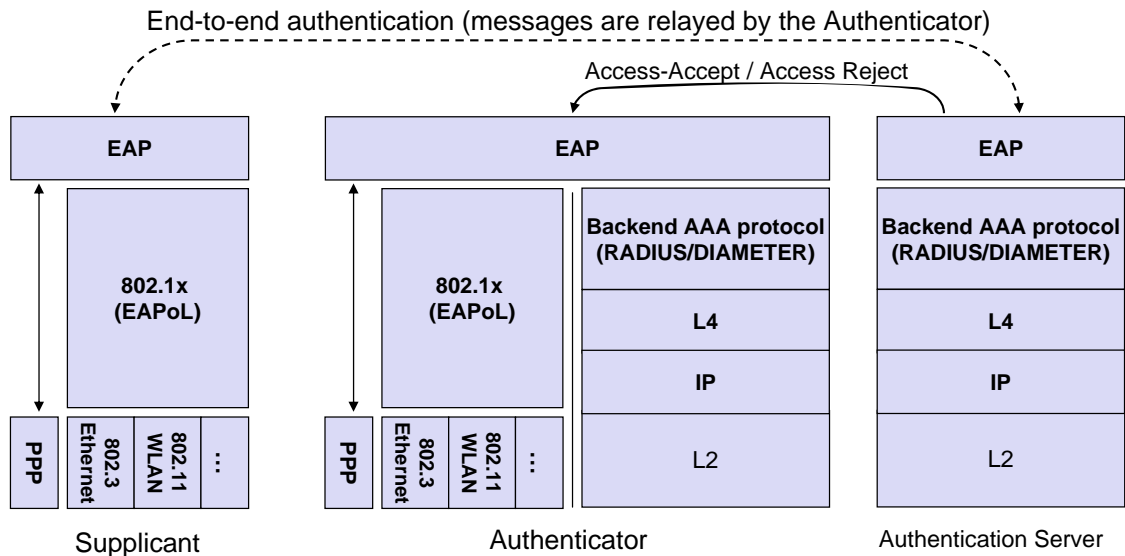 End-to-end authentication (messages are relayed by the Authenticator)
Access-Accept / Access Reject
EAP
EAP
EAP
802.1x
(EAPoL)
802.1x
(EAPoL)
Backend AAA protocol
(RADIUS/DIAMETER)
Backend AAA protocol
(RADIUS/DIAMETER)
L4
L4
IP
IP
PPP
802.3
Ethernet
802.11
WLAN
...
PPP
802.3
Ethernet
802.11
WLAN
...
L2
L2
Supplicant
Authenticator
Authentication Server